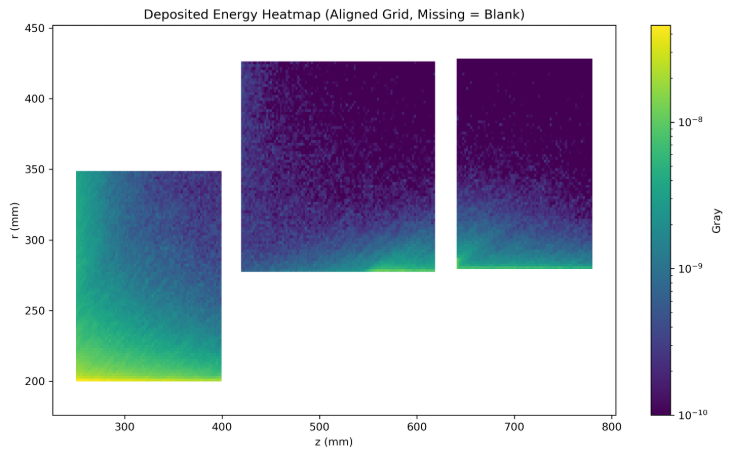 Deposited Energy Heatmap (Aligned Grid, Missing = Blank)
450
400
350
300
250
200
r (mm)
300 400 500 600 700 800
z (mm)
10⁻⁸
10⁻⁹
10⁻¹⁰
Gray